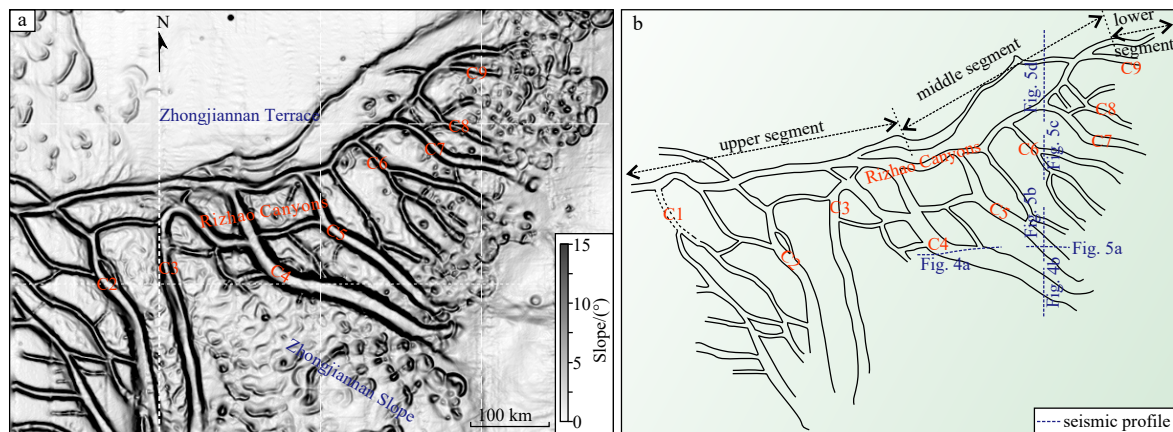 a
N
Zhongjiannan Terrace
C9
C8
C7
C6
Rizhao Canyons
C5
C4
C3
C2
Zhongjiannan Slope
100 km
Slope/(°)
15
10
5
0
b
lower
segment
middle segment
upper segment
Fig. 5d
C9
C8
C7
Fig. 5c
C6
Rizhao Canyons
C1
C3
C5
Fig. 5b
C4
Fig. 4a
Fig. 5a
Fig. 4b
seismic profile